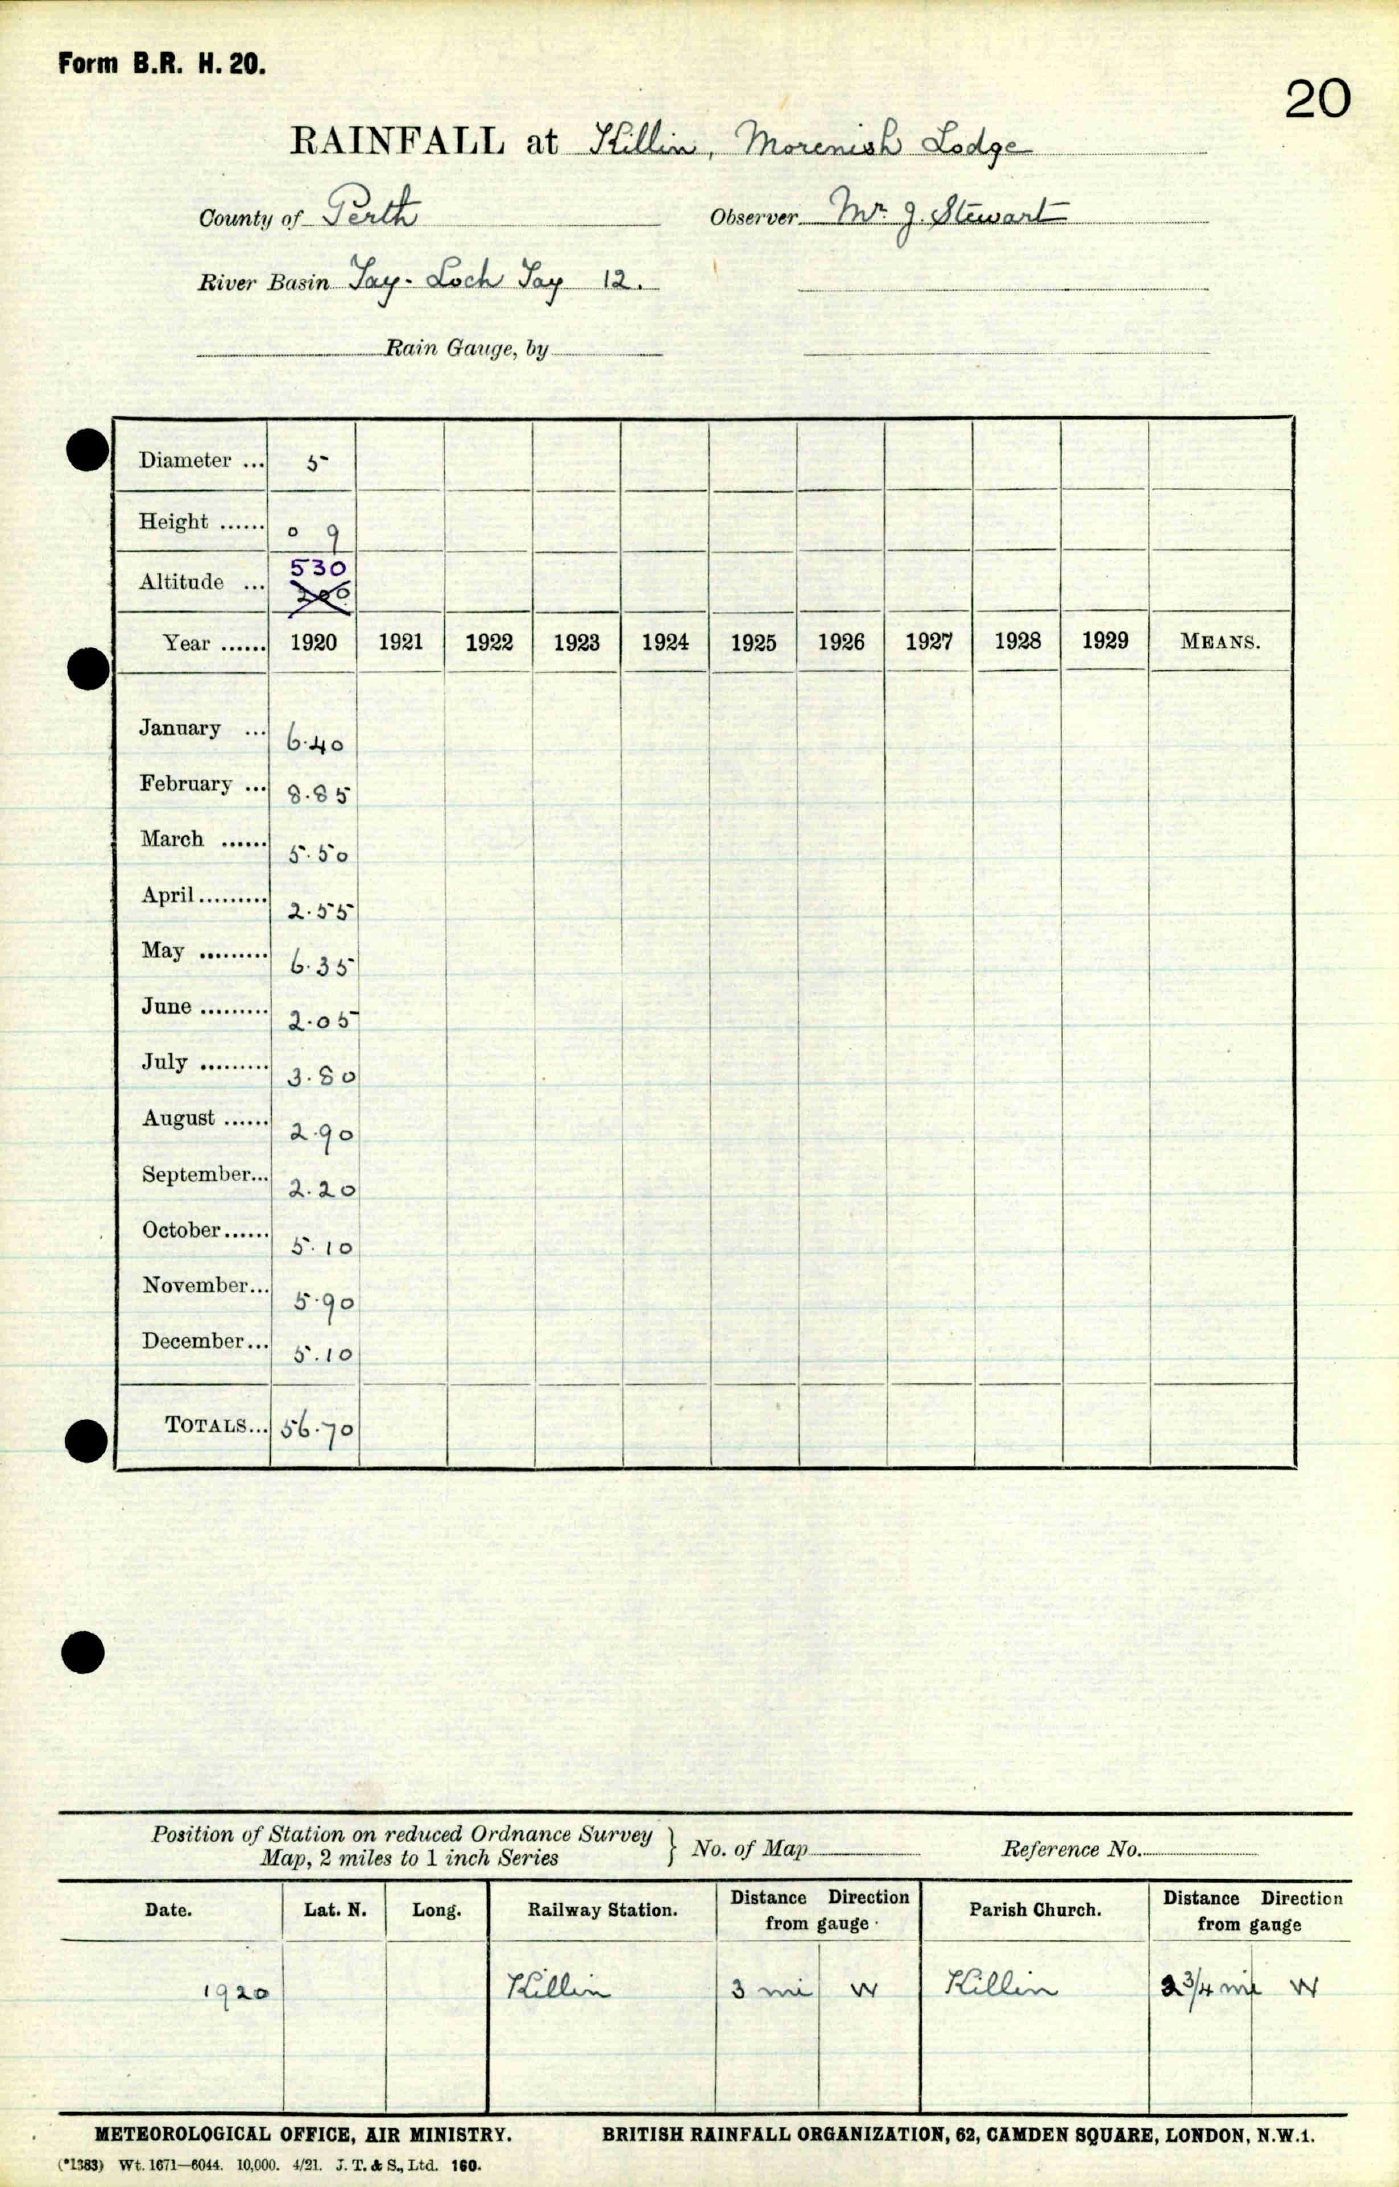 Form B.R. H. 20.
20
RAINFALL at Killin, Morenish Lodge
County of Perth Observer Mr. J. Stewart
River Basin Tay - Loch Tay 12.
Rain Gauge, by
Diameter ... 5
Height ...... 0 9
530
Altitude ... 200
Year ...... 1920 1921 1922 1923 1924 1925 1926 1927 1928 1929 MEANS.
January ... 6.40
February ... 8.85
March ...... 5.50
April ......... 2.55
May ......... 6.35
June ......... 2.05
July ......... 3.80
August ...... 2.90
September... 2.20
October...... 5.10
November... 5.90
December... 5.10
TOTALS... 56.70
Position of Station on reduced Ordnance Survey
Map, 2 miles to 1 inch Series } No. of Map Reference No.
Date. Lat. N. Long. Railway Station. Distance Direction from gauge Parish Church. Distance Direction from gauge
1920 Killin 3 mi W Killin 2 3/4 mi W
METEOROLOGICAL OFFICE, AIR MINISTRY. BRITISH RAINFALL ORGANIZATION, 62, CAMDEN SQUARE, LONDON, N.W.1.
(*1383) Wt. 1671—6044. 10,000. 4/21. J. T. & S., Ltd. 160.